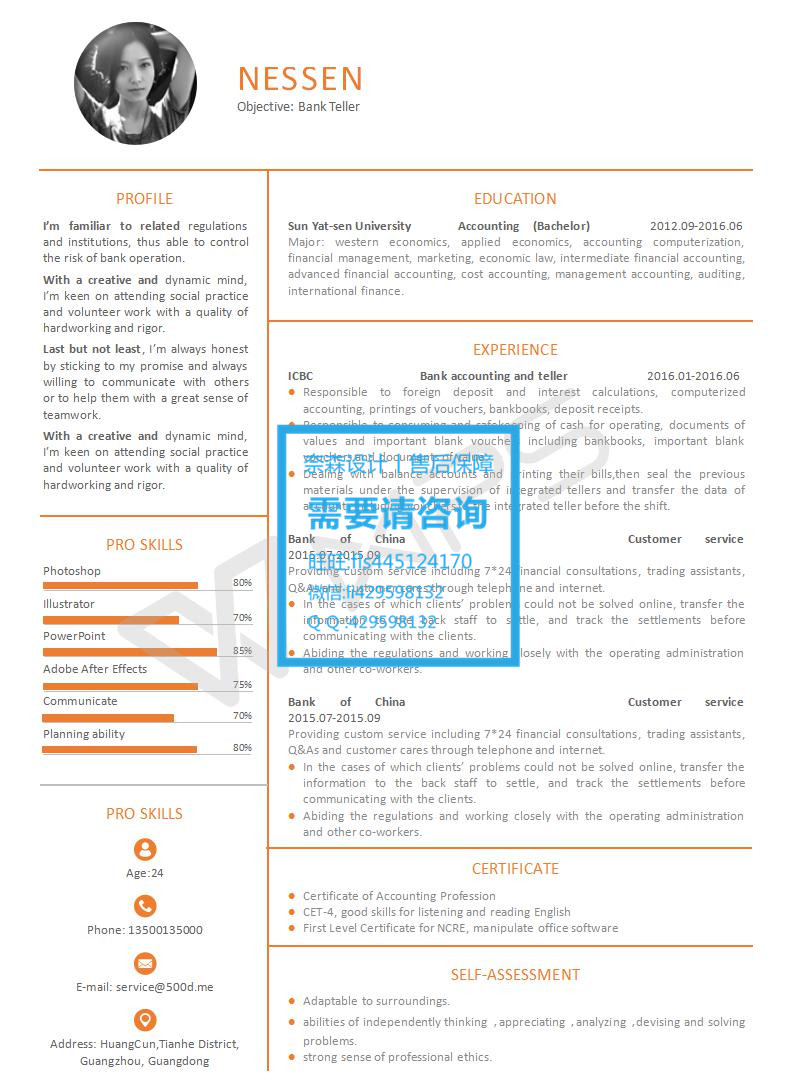 NESSEN
Objective: Bank Teller
PROFILE
I'm familiar to related regulations
and institutions, thus able to control
the risk of bank operation.
With a creative and dynamic mind,
I'm keen on attending social practice
and volunteer work with a quality of
hardworking and rigor.
Last but not least, I'm always honest
by sticking to my promise and always
willing to communicate with others
or to help them with a great sense of
teamwork.
With a creative and dynamic mind,
I'm keen on attending social practice
and volunteer work with a quality of
hardworking and rigor.
PRO SKILLS
Photoshop
80%
Illustrator
70%
PowerPoint
85%
Adobe After Effects
75%
Communicate
70%
Planning ability
80%
PRO SKILLS
Age:24
Phone: 13500135000
E-mail: service@500d.me
Address: HuangCun,Tianhe District,
Guangzhou, Guangdong
EDUCATION
Sun Yat-sen University Accounting (Bachelor) 2012.09-2016.06
Major: western economics, applied economics, accounting computerization,
financial management, marketing, economic law, intermediate financial accounting,
advanced financial accounting, cost accounting, management accounting, auditing,
international finance.
EXPERIENCE
ICBC Bank accounting and teller 2016.01-2016.06
Responsible to foreign deposit and interest calculations, computerized
accounting, printings of vouchers, bankbooks, deposit receipts.
Responsible to consuming and safekeeping of cash for operating, documents of
values and important blank vouchers including bankbooks, important blank
vouchers and documents of value.
Dealing with balance accounts and printing their bills,then seal the previous
materials under the supervision of integrated tellers and transfer the data of
accounts including vouchers to the integrated teller before the shift.
Bank of China Customer service
2015.07-2015.09
Providing custom service including 7*24 financial consultations, trading assistants,
Q&As and customer cares through telephone and internet.
In the cases of which clients' problems could not be solved online, transfer the
information to the back staff to settle, and track the settlements before
communicating with the clients.
Abiding the regulations and working closely with the operating administration
and other co-workers.
Bank of China Customer service
2015.07-2015.09
Providing custom service including 7*24 financial consultations, trading assistants,
Q&As and customer cares through telephone and internet.
In the cases of which clients' problems could not be solved online, transfer the
information to the back staff to settle, and track the settlements before
communicating with the clients.
Abiding the regulations and working closely with the operating administration
and other co-workers.
CERTIFICATE
Certificate of Accounting Profession
CET-4, good skills for listening and reading English
First Level Certificate for NCRE, manipulate office software
SELF-ASSESSMENT
Adaptable to surroundings.
abilities of independently thinking ,appreciating ,analyzing ,devising and solving
problems.
strong sense of professional ethics.
奈森设计丨售后保障
需要请咨询
旺旺:fls445124170
微信:ll429598132
Q Q :429598132